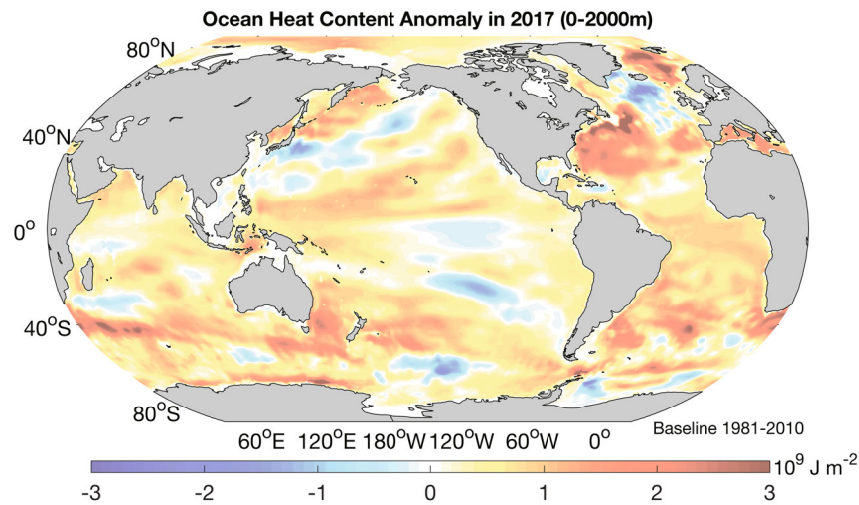 Ocean Heat Content Anomaly in 2017 (0-2000m)
80°N
40°N
0°
40°S
80°S
60°E 120°E 180°W 120°W 60°W 0°
Baseline 1981-2010
10⁹ J m⁻²
-3 -2 -1 0 1 2 3